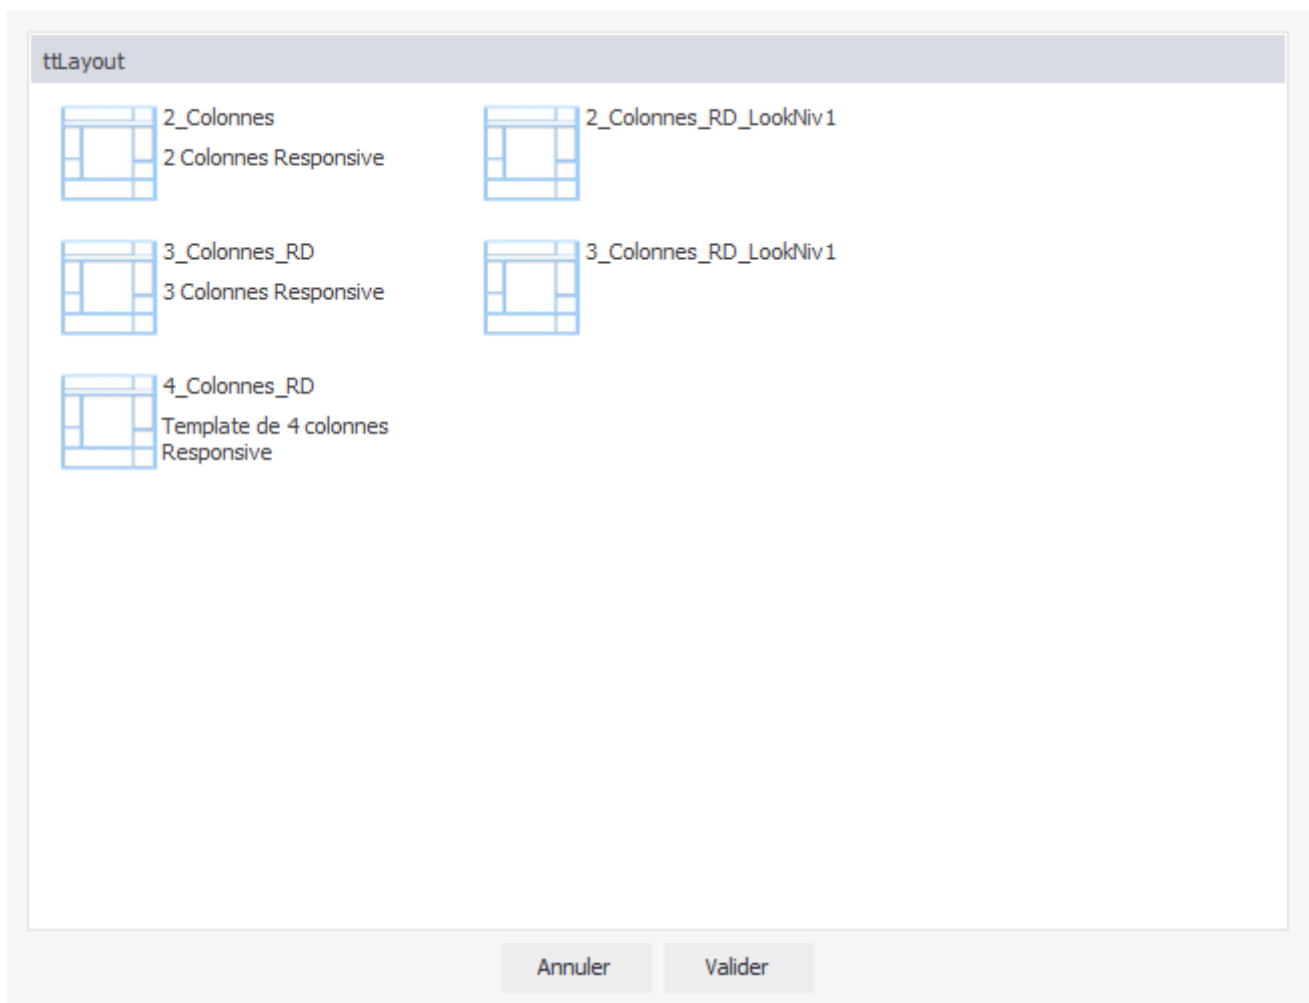 ttLayout
2_Colonnes
2 Colonnes Responsive
2_Colonnes_RD_LookNiv1
3_Colonnes_RD
3 Colonnes Responsive
3_Colonnes_RD_LookNiv1
4_Colonnes_RD
Template de 4 colonnes
Responsive
Annuler
Valider